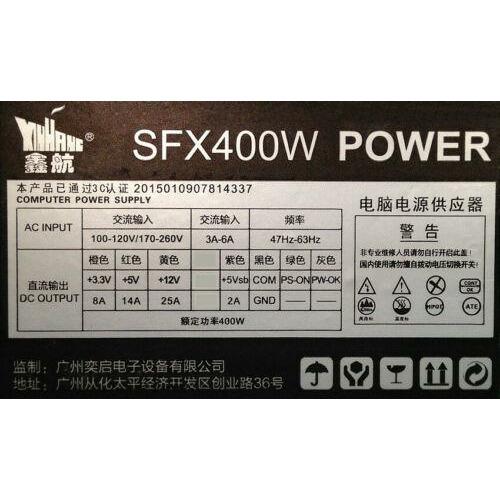 XINHANG®
鑫航
SFX400W POWER
本产品已通过3C认证 2015010907814337
COMPUTER POWER SUPPLY
电脑电源供应器
AC INPUT 交流输入 交流输入 频率
100-120V/170-260V 3A-6A 47Hz-63Hz
直流输出 DC OUTPUT 橙色 红色 黄色 紫色 黑色 绿色 灰色
+3.3V +5V +12V +5Vsb COM PS-ON PW-OK
8A 14A 25A 2A GND
额定功率400W
警 告
非专业维修人员请勿自行开启此盖!
国内使用请勿擅自拨动电压切换开关!
CONT OK
MPOE ATE
监制:广州奕启电子设备有限公司
地址:广州从化太平经济开发区创业路36号